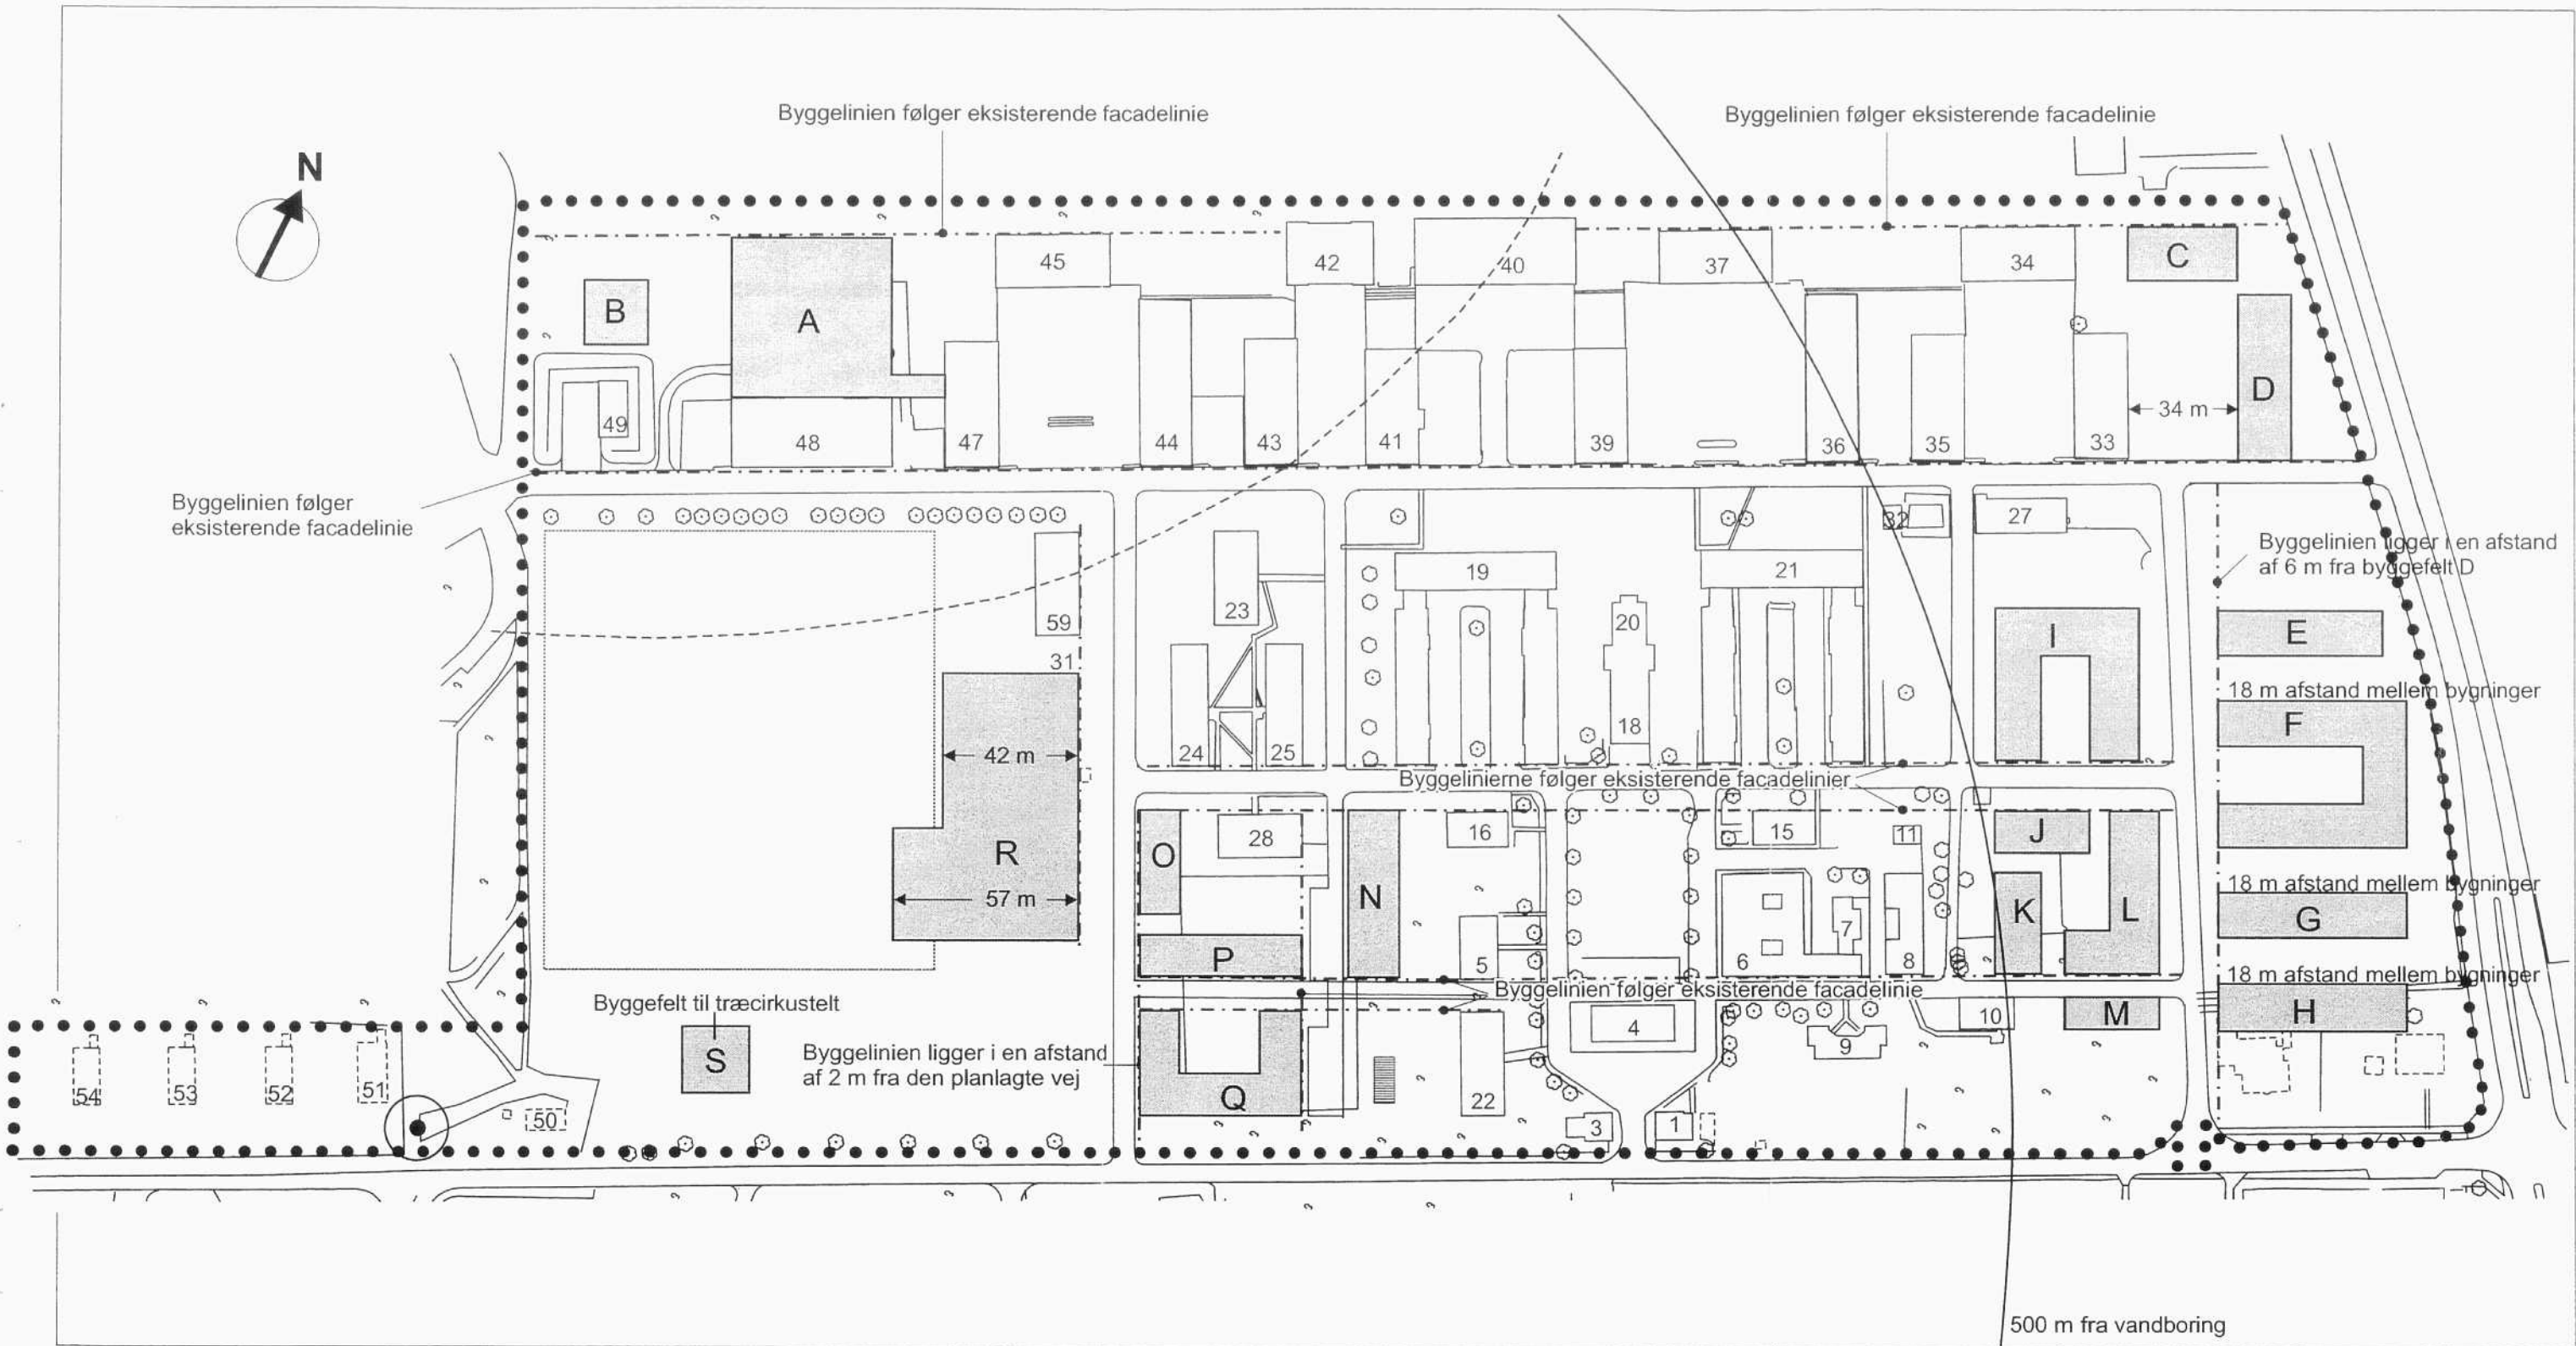 Byggelinien følger eksisterende facadelinie
Byggelinien følger eksisterende facadelinie
N
45
42
40
37
34
C
B
A
D
49
48
47
44
43
41
39
36
35
33
34 m
Byggelinien følger
eksisterende facadelinie
32
27
Byggelinien ligger i en afstand
af 6 m fra byggefelt D
19
21
59
23
20
I
E
31
18 m afstand mellem bygninger
F
42 m
24
25
18
Byggelinierne følger eksisterende facadelinier
R
O
28
N
16
15
11
J
57 m
18 m afstand mellem bygninger
K
L
G
P
5
6
7
8
18 m afstand mellem bygninger
Byggefelt til træcirkustelt
Byggelinien følger eksisterende facadelinie
S
Byggelinien ligger i en afstand
af 2 m fra den planlagte vej
4
9
10
M
H
54
53
52
51
50
Q
22
3
1
500 m fra vandboring